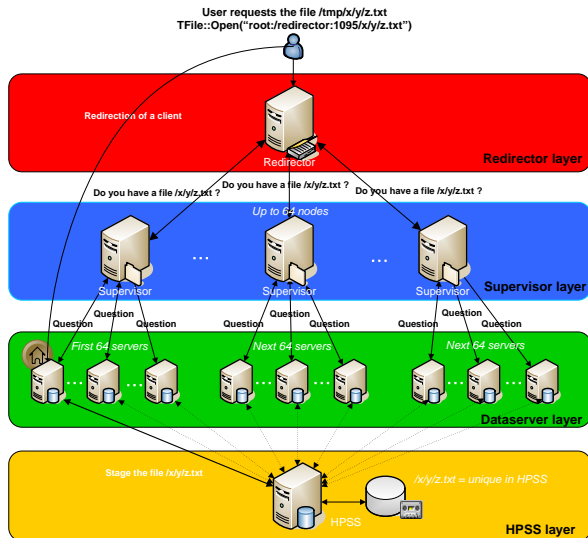 User requests the file /tmp/x/y/z.txt
TFile::Open(“root:/redirector:1095/x/y/z.txt”)
Redirection of a client
Redirector
Redirector layer
Do you have a file /x/y/z.txt ?
Do you have a file /x/y/z.txt ?
Do you have a file /x/y/z.txt ?
Up to 64 nodes
...
...
Supervisor
Supervisor
Supervisor
Supervisor layer
Question
Question
Question
Question
Question
Question
Question
Question
Question
First 64 servers
Next 64 servers
Next 64 servers
...
...
...
...
...
...
Dataserver layer
Stage the file /x/y/z.txt
/x/y/z.txt = unique in HPSS
HPSS
HPSS layer